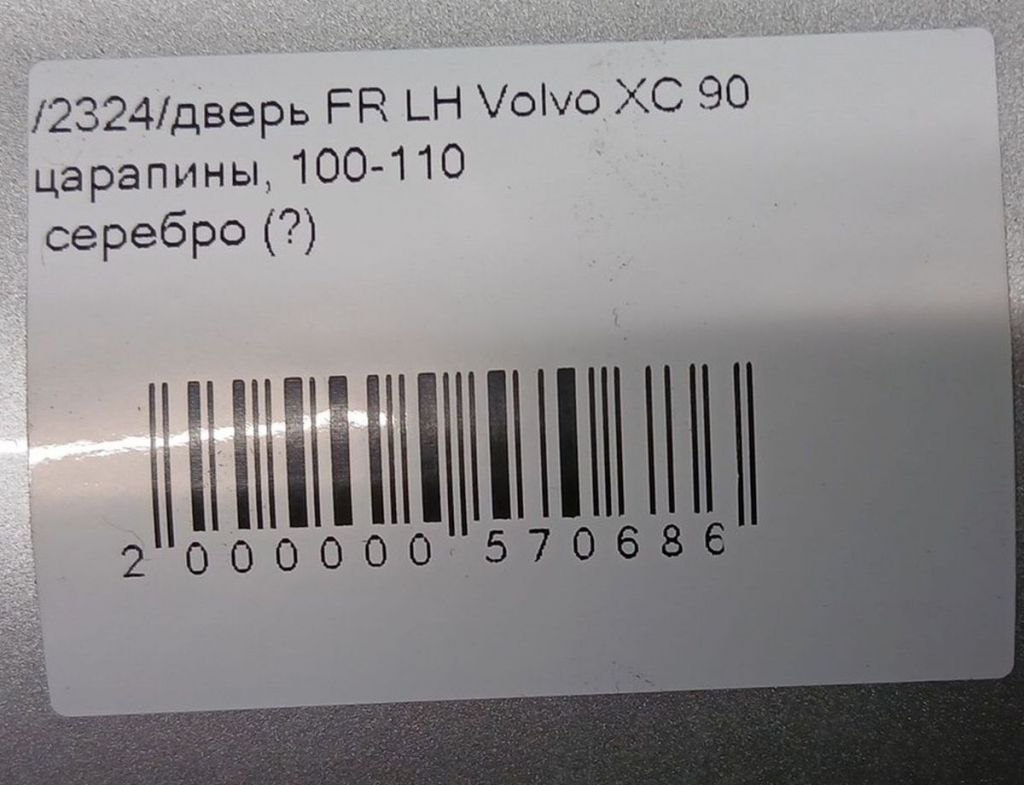 /2324/дверь FR LH Volvo XC 90
царапины, 100-110
серебро (?)
2 000000 570686